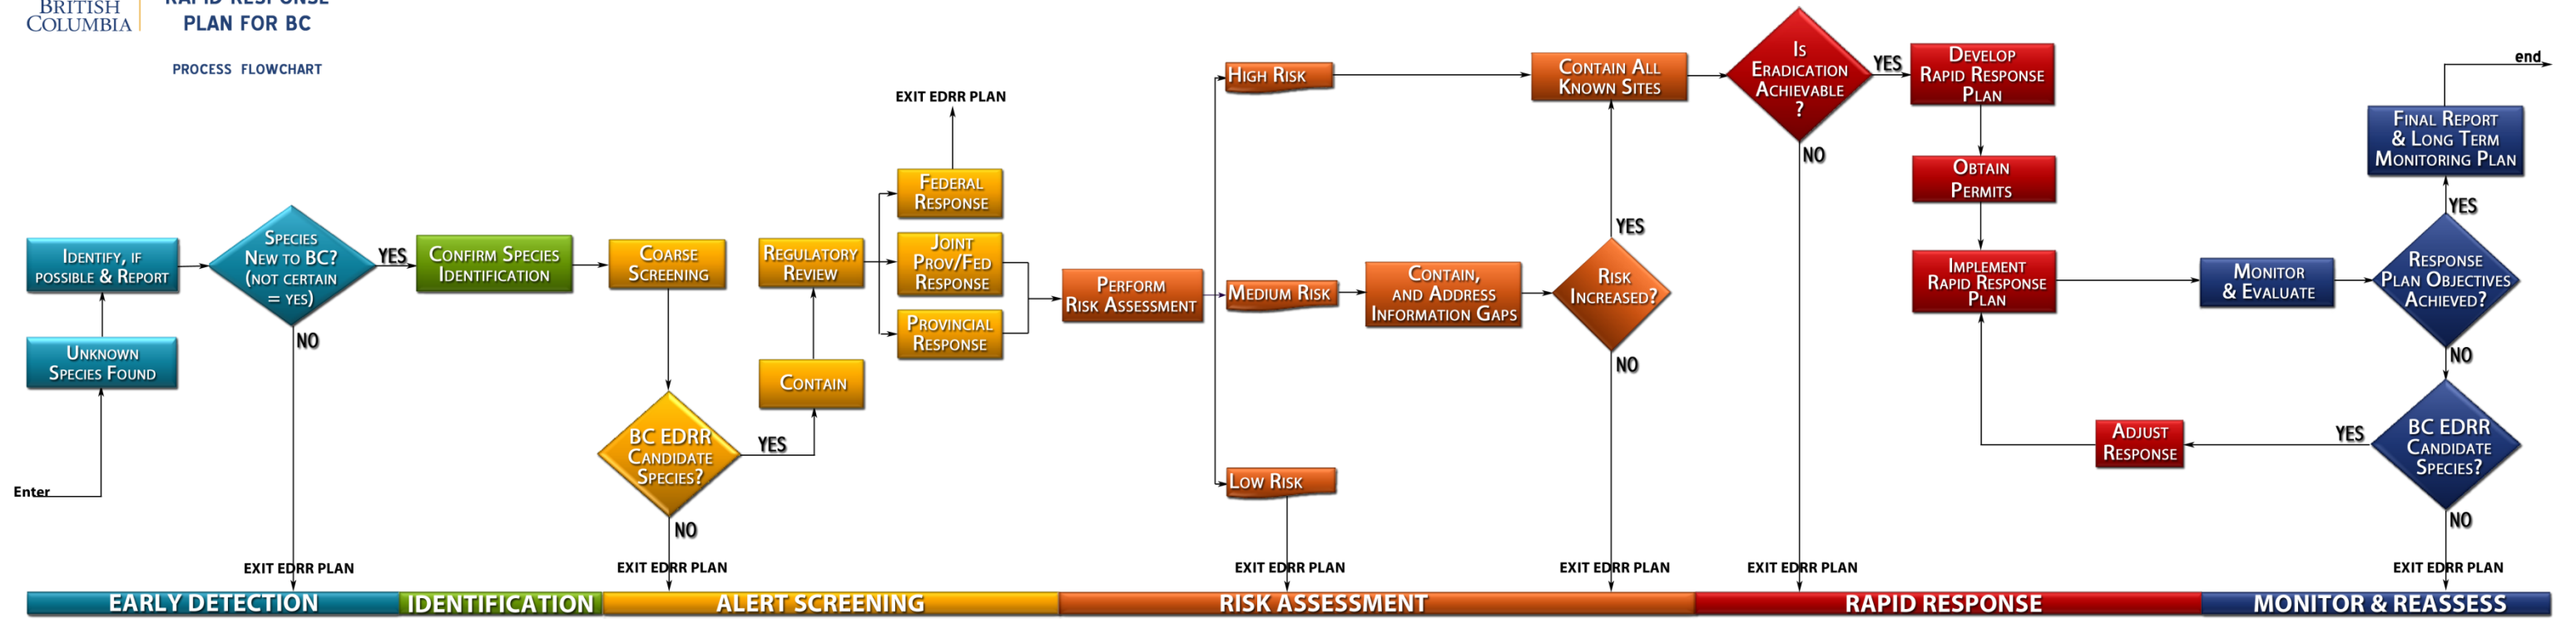 BRITISH
COLUMBIA
RAPID RESPONSE
PLAN FOR BC
PROCESS FLOWCHART
Enter
UNKNOWN
SPECIES FOUND
IDENTIFY, IF
POSSIBLE & REPORT
SPECIES
NEW TO BC?
(NOT CERTAIN
= YES)
YES
NO
EXIT EDRR PLAN
CONFIRM SPECIES
IDENTIFICATION
COARSE
SCREENING
BC EDRR
CANDIDATE
SPECIES?
YES
NO
EXIT EDRR PLAN
CONTAIN
REGULATORY
REVIEW
EXIT EDRR PLAN
FEDERAL
RESPONSE
JOINT
PROV/FED
RESPONSE
PROVINCIAL
RESPONSE
PERFORM
RISK ASSESSMENT
HIGH RISK
MEDIUM RISK
LOW RISK
EXIT EDRR PLAN
CONTAIN,
AND ADDRESS
INFORMATION GAPS
RISK
INCREASED?
YES
NO
EXIT EDRR PLAN
CONTAIN ALL
KNOWN SITES
IS
ERADICATION
ACHIEVABLE
?
YES
NO
EXIT EDRR PLAN
DEVELOP
RAPID RESPONSE
PLAN
OBTAIN
PERMITS
IMPLEMENT
RAPID RESPONSE
PLAN
MONITOR
& EVALUATE
RESPONSE
PLAN OBJECTIVES
ACHIEVED?
YES
NO
FINAL REPORT
& LONG TERM
MONITORING PLAN
end
BC EDRR
CANDIDATE
SPECIES?
YES
NO
ADJUST
RESPONSE
EXIT EDRR PLAN
EARLY DETECTION
IDENTIFICATION
ALERT SCREENING
RISK ASSESSMENT
RAPID RESPONSE
MONITOR & REASSESS